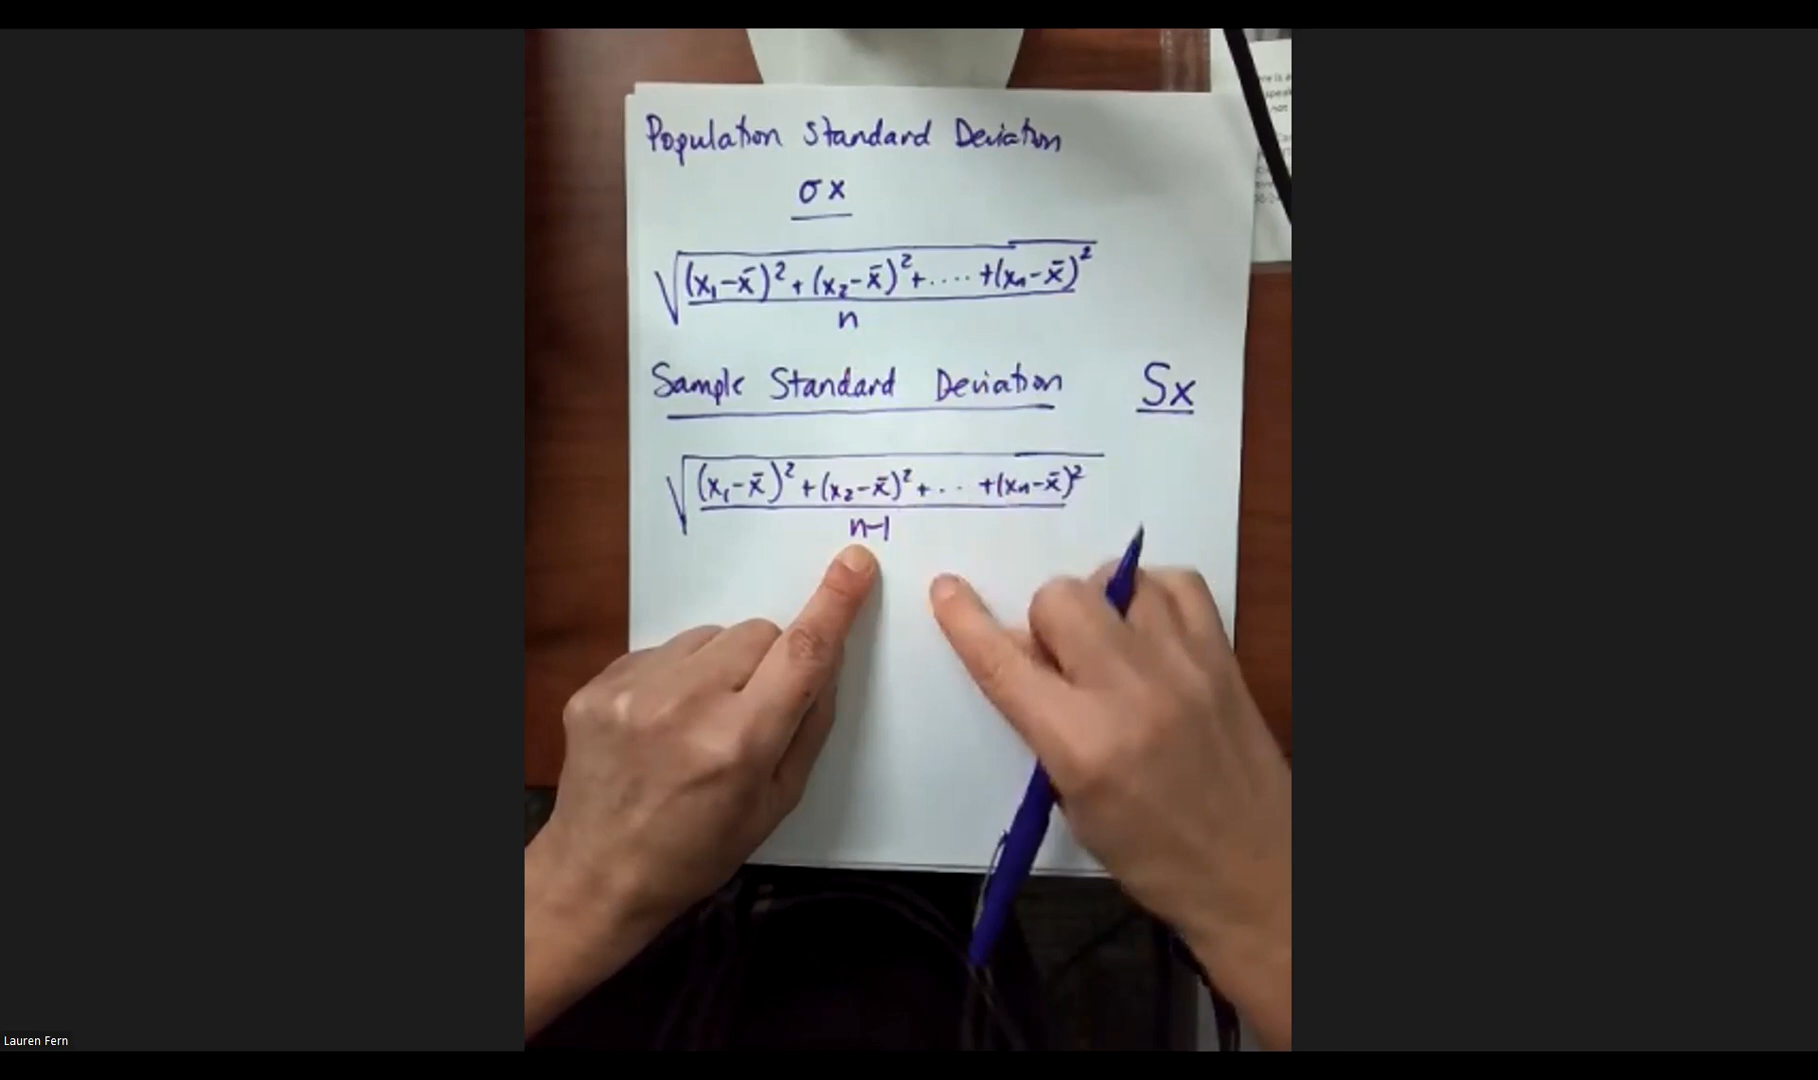 Population Standard Deviation
σx
√((x₁-x̄)²+(x₂-x̄)²+....+(xₙ-x̄)²
n
Sample Standard Deviation Sx
√((x₁-x̄)²+(x₂-x̄)²+.. +(xₙ-x̄)²
n-1
Lauren Fern